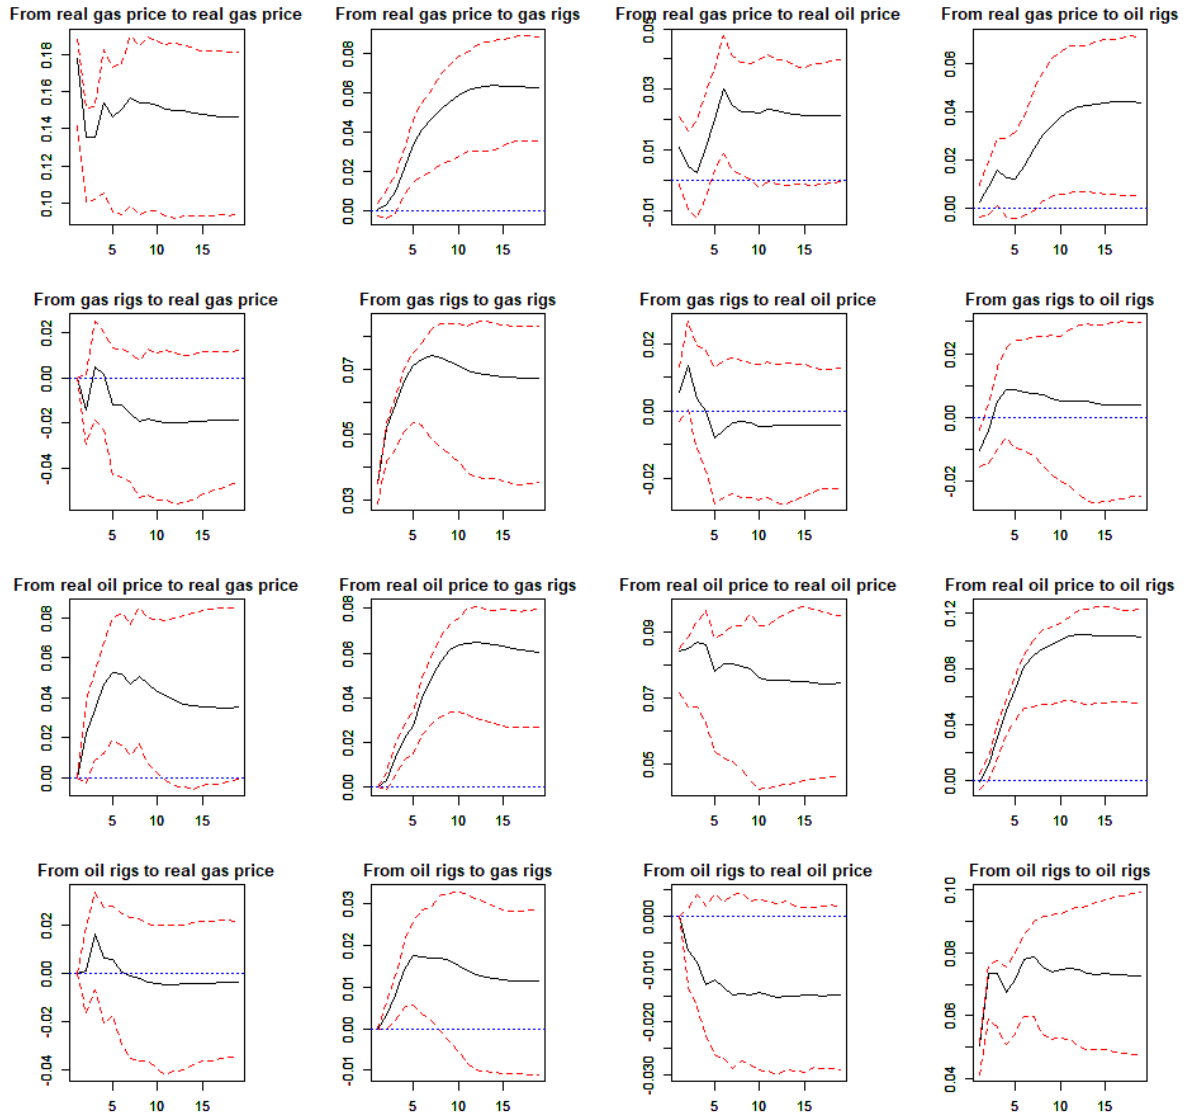 From real gas price to real gas price
From real gas price to gas rigs
From real gas price to real oil price
From real gas price to oil rigs
0.18
0.16
0.14
0.12
0.10
5 10 15
0.08
0.06
0.04
0.02
0.00
5 10 15
0.05
0.03
0.01
-0.01
5 10 15
0.06
0.04
0.02
0.00
5 10 15
From gas rigs to real gas price
From gas rigs to gas rigs
From gas rigs to real oil price
From gas rigs to oil rigs
0.02
0.00
-0.02
-0.04
5 10 15
0.07
0.05
0.03
5 10 15
0.02
0.00
-0.02
5 10 15
0.02
0.00
-0.02
5 10 15
From real oil price to real gas price
From real oil price to gas rigs
From real oil price to real oil price
From real oil price to oil rigs
0.08
0.06
0.04
0.02
0.00
5 10 15
0.08
0.06
0.04
0.02
0.00
5 10 15
0.09
0.07
0.05
5 10 15
0.12
0.08
0.04
0.00
5 10 15
From oil rigs to real gas price
From oil rigs to gas rigs
From oil rigs to real oil price
From oil rigs to oil rigs
0.02
0.00
-0.02
-0.04
5 10 15
0.03
0.02
0.01
0.00
-0.01
5 10 15
0.000
-0.010
-0.020
-0.030
5 10 15
0.10
0.08
0.06
0.04
5 10 15